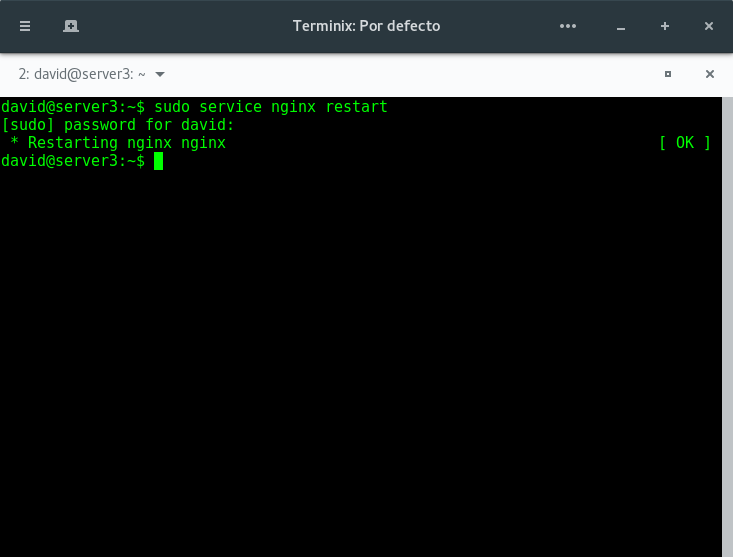 Terminix: Por defecto
2: david@server3: ~
david@server3:~$ sudo service nginx restart
[sudo] password for david:
 * Restarting nginx nginx [ OK ]
david@server3:~$